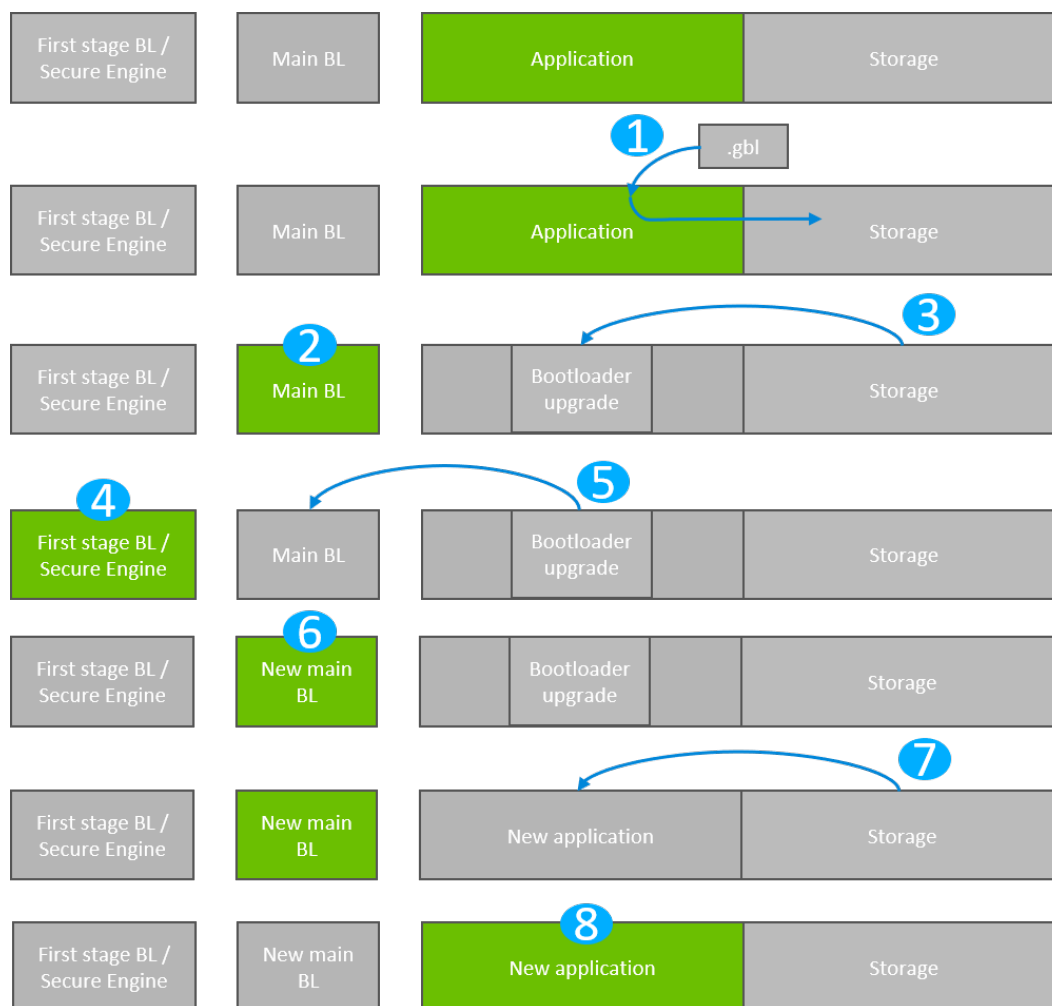 First stage BL /
Secure Engine
Main BL
Application
Storage
1
.gbl
First stage BL /
Secure Engine
Main BL
Application
Storage
2
3
First stage BL /
Secure Engine
Main BL
Bootloader
upgrade
Storage
4
5
First stage BL /
Secure Engine
Main BL
Bootloader
upgrade
Storage
6
First stage BL /
Secure Engine
New main
BL
Bootloader
upgrade
Storage
7
First stage BL /
Secure Engine
New main
BL
New application
Storage
8
First stage BL /
Secure Engine
New main
BL
New application
Storage